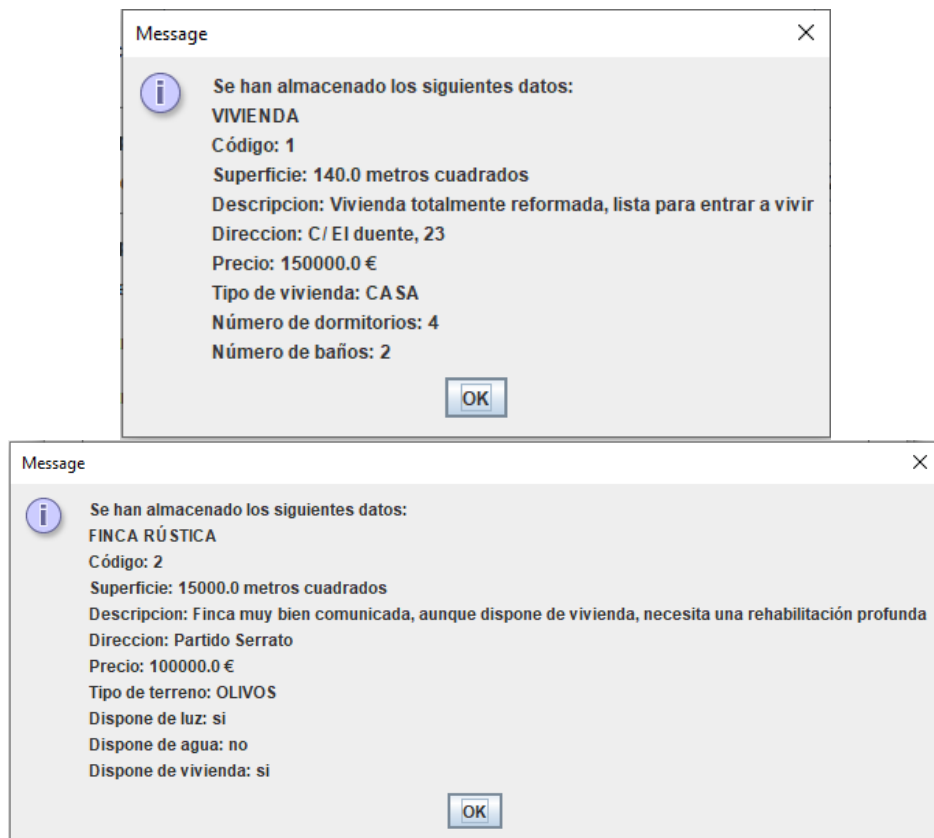 Message
Se han almacenado los siguientes datos:
VIVIENDA
Código: 1
Superficie: 140.0 metros cuadrados
Descripcion: Vivienda totalmente reformada, lista para entrar a vivir
Direccion: C/ El duente, 23
Precio: 150000.0 €
Tipo de vivienda: CASA
Número de dormitorios: 4
Número de baños: 2
OK
Message
Se han almacenado los siguientes datos:
FINCA RÚSTICA
Código: 2
Superficie: 15000.0 metros cuadrados
Descripcion: Finca muy bien comunicada, aunque dispone de vivienda, necesita una rehabilitación profunda
Direccion: Partido Serrato
Precio: 100000.0 €
Tipo de terreno: OLIVOS
Dispone de luz: si
Dispone de agua: no
Dispone de vivienda: si
OK